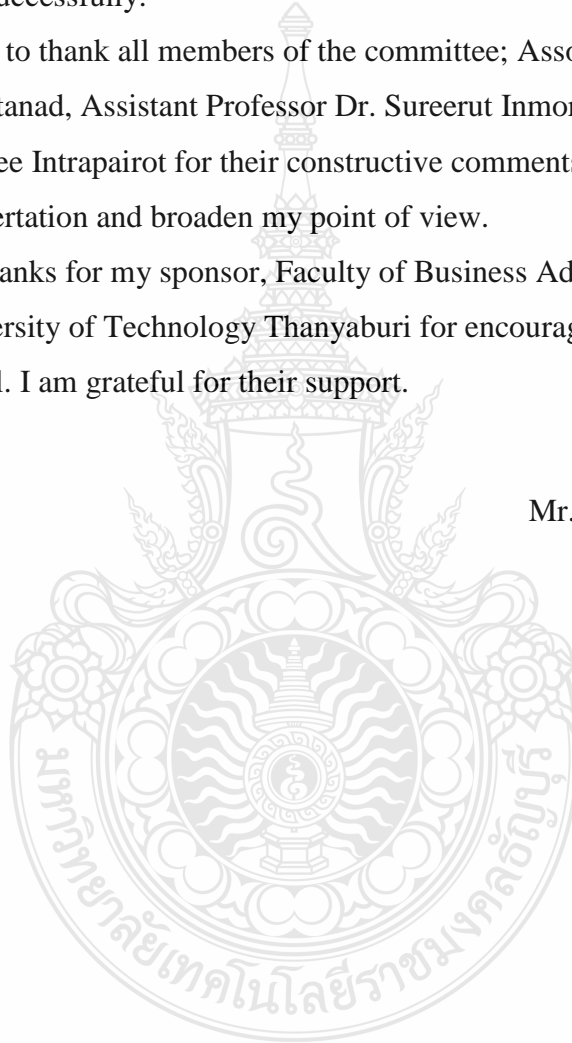 to thank all members of the committee;
tanad, Assistant Professor Dr. Sureerut
ee Intrapairot for their constructive comments
ertation and broaden my point of view.
anks for my sponsor, Faculty of Business Ad
ersity of Technology Thanyaburi for encourag
. I am grateful for their support.
Mr.
มหาวิทยาลัยเทคโนโลยีราชมงคลธัญบุรี